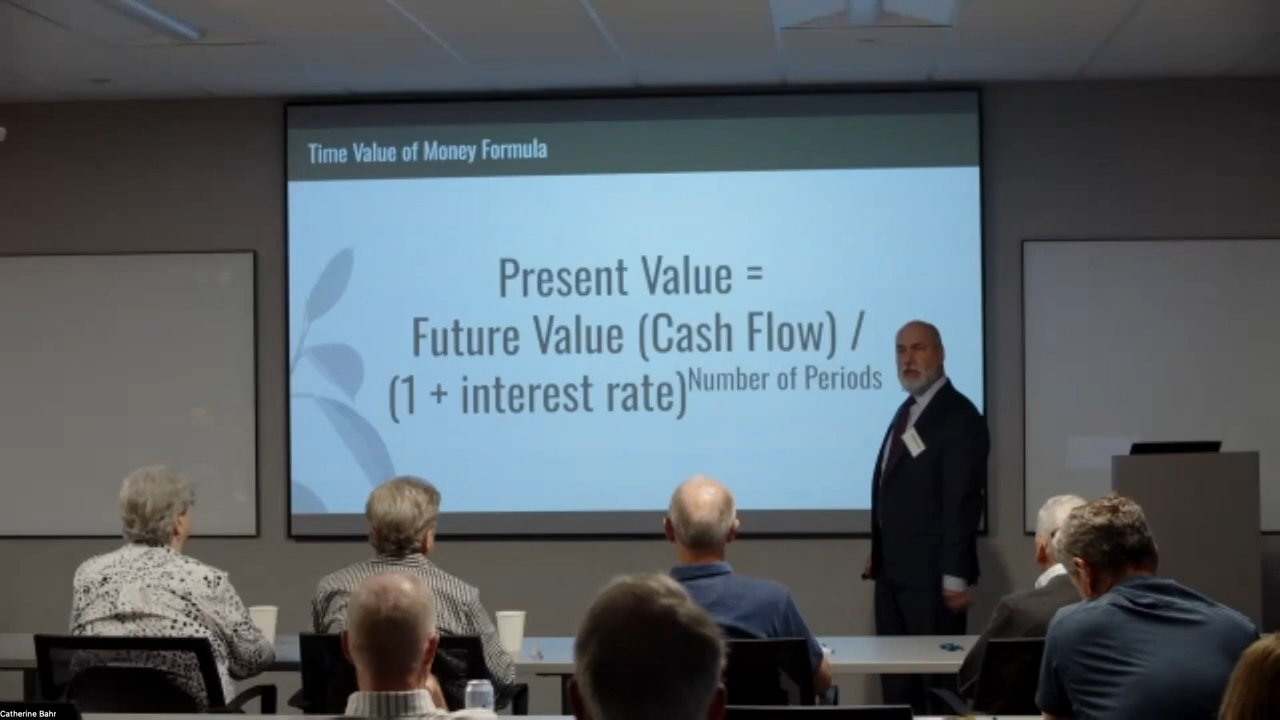 Time Value of Money Formula
Present Value =
Future Value (Cash Flow) /
(1 + interest rate)Number of Periods
Catherine Bahr